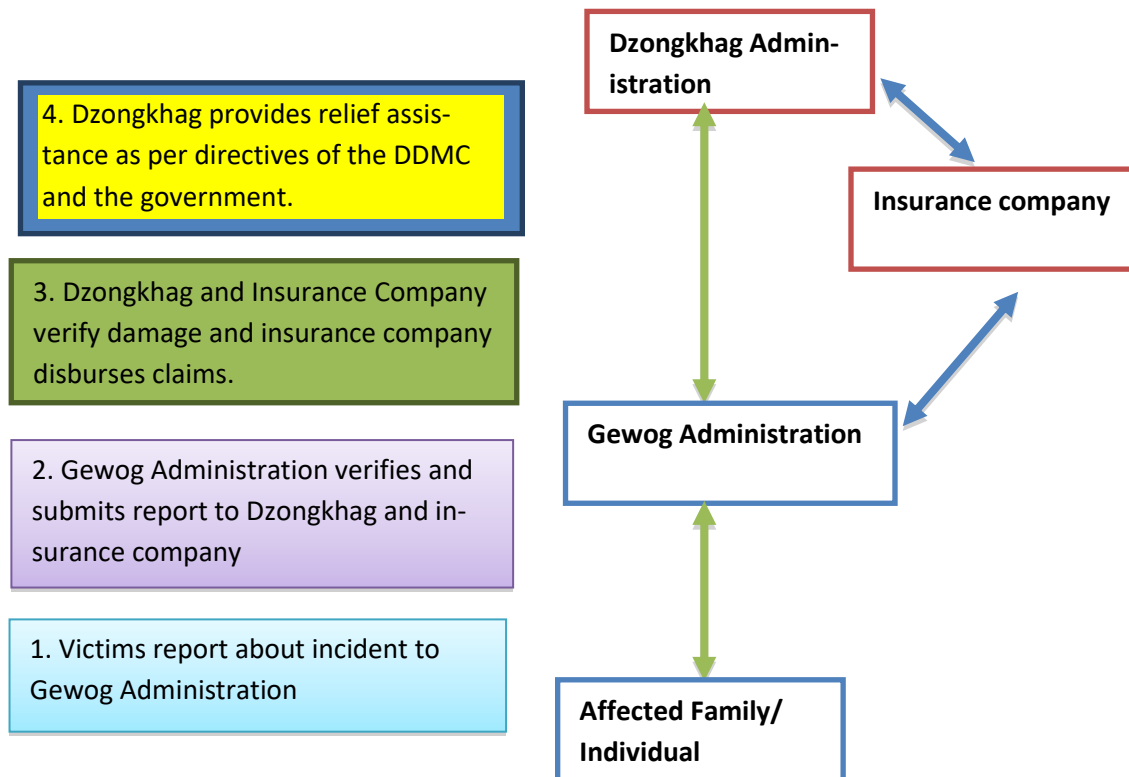 Dzongkhag Admin-
istration
4. Dzongkhag provides relief assis-
tance as per directives of the DDMC
and the government.
Insurance company
3. Dzongkhag and Insurance Company
verify damage and insurance company
disburses claims.
Gewog Administration
2. Gewog Administration verifies and
submits report to Dzongkhag and in-
surance company
1. Victims report about incident to
Gewog Administration
Affected Family/
Individual